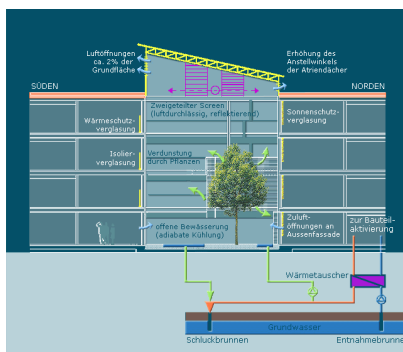 Luftöffnungen
ca. 2% der
Grundfläche
Erhöhung des
Anstellwinkels
der Atriendächer
SÜDEN
NORDEN
Zweigeteilter Screen
(luftdurchlässig, reflektierend)
Wärmeschutz-
verglasung
Sonnenschutz-
verglasung
Isolier-
verglasung
Verdunstung
durch Pflanzen
offene Bewässerung
(adiabate Kühlung)
Zuluft-
öffnungen an
Aussenfassade
zur Bauteil-
aktivierung
Wärmetauscher
Grundwasser
Schluckbrunnen
Entnahmebrunne